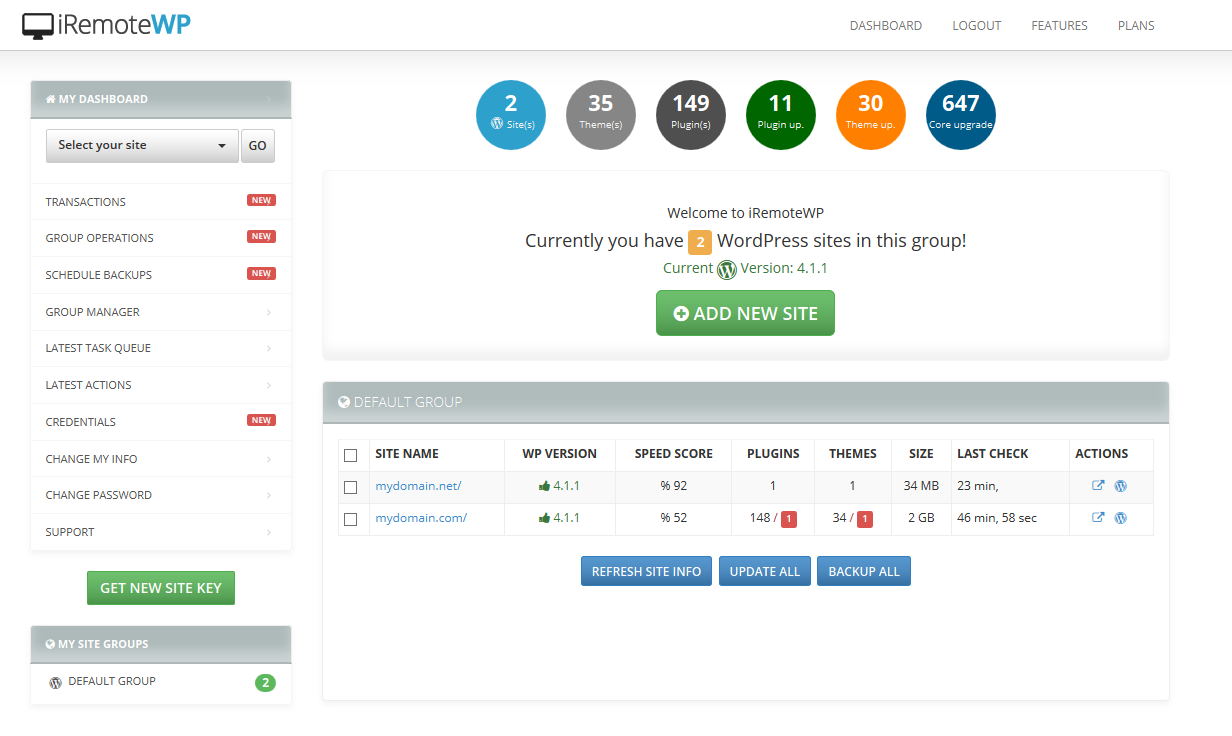 iRemoteWP
DASHBOARD LOGOUT FEATURES PLANS
MY DASHBOARD
Select your site GO
TRANSACTIONS NEW
GROUP OPERATIONS NEW
SCHEDULE BACKUPS NEW
GROUP MANAGER
LATEST TASK QUEUE
LATEST ACTIONS
CREDENTIALS NEW
CHANGE MY INFO
CHANGE PASSWORD
SUPPORT
GET NEW SITE KEY
MY SITE GROUPS
DEFAULT GROUP 2
2 35 149 11 30 647
Site(s) Theme(s) Plugin(s) Plugin up. Theme up. Core upgrade
Welcome to iRemoteWP
Currently you have 2 WordPress sites in this group!
Current Version: 4.1.1
ADD NEW SITE
DEFAULT GROUP
SITE NAME WP VERSION SPEED SCORE PLUGINS THEMES SIZE LAST CHECK ACTIONS
mydomain.net/ 4.1.1 % 92 1 1 34 MB 23 min,
mydomain.com/ 4.1.1 % 52 148 / 1 34 / 1 2 GB 46 min, 58 sec
REFRESH SITE INFO UPDATE ALL BACKUP ALL